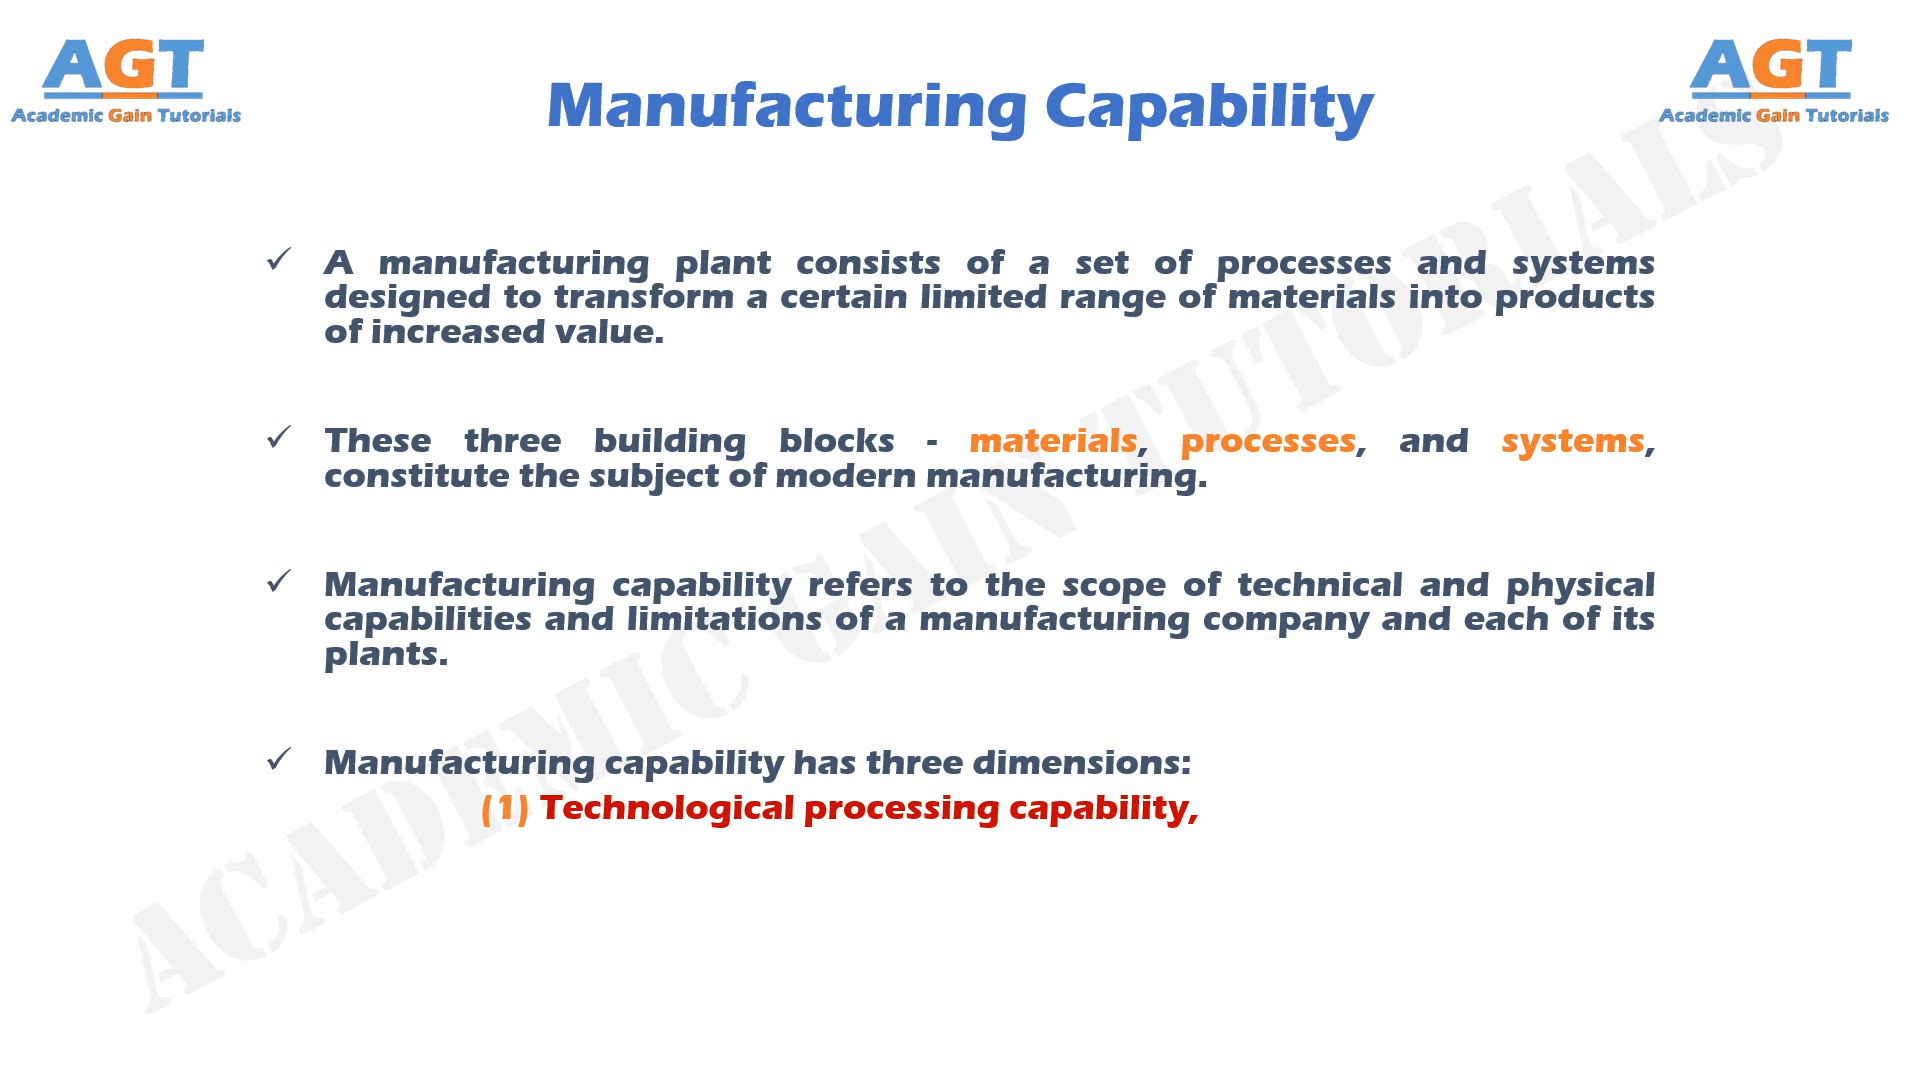 AGT
Academic Gain Tutorials
AGT
Academic Gain Tutorials
Manufacturing Capability
✓ A manufacturing plant consists of a set of processes and systems
designed to transform a certain limited range of materials into products
of increased value.
✓ These three building blocks - materials, processes, and systems,
constitute the subject of modern manufacturing.
✓ Manufacturing capability refers to the scope of technical and physical
capabilities and limitations of a manufacturing company and each of its
plants.
✓ Manufacturing capability has three dimensions:
(1) Technological processing capability,
ACADEMIC GAIN TUTORIALS